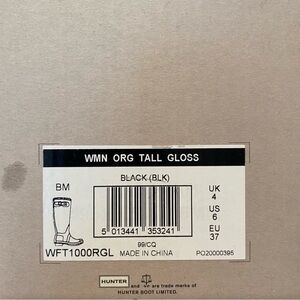 WMN ORG TALL GLOSS
BLACK (BLK)
BM
5 013441 353241
UK
4
US
6
EU
37
99/CQ
WFT1000RGL MADE IN CHINA PO20000395
HUNTER and are trade marks of
HUNTER BOOT LIMITED.